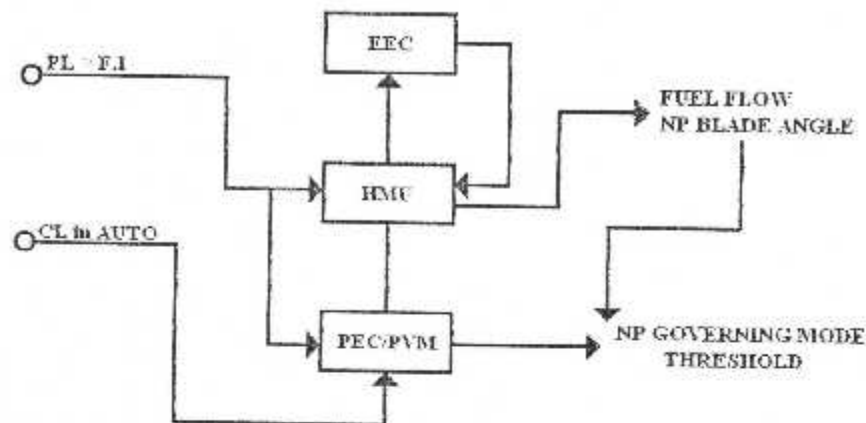 EEC
PL - F.I
FUEL FLOW
NP BLADE ANGLE
HMU
CL in AUTO
PEC/PVM
NP GOVERNING MODE
THRESHOLD